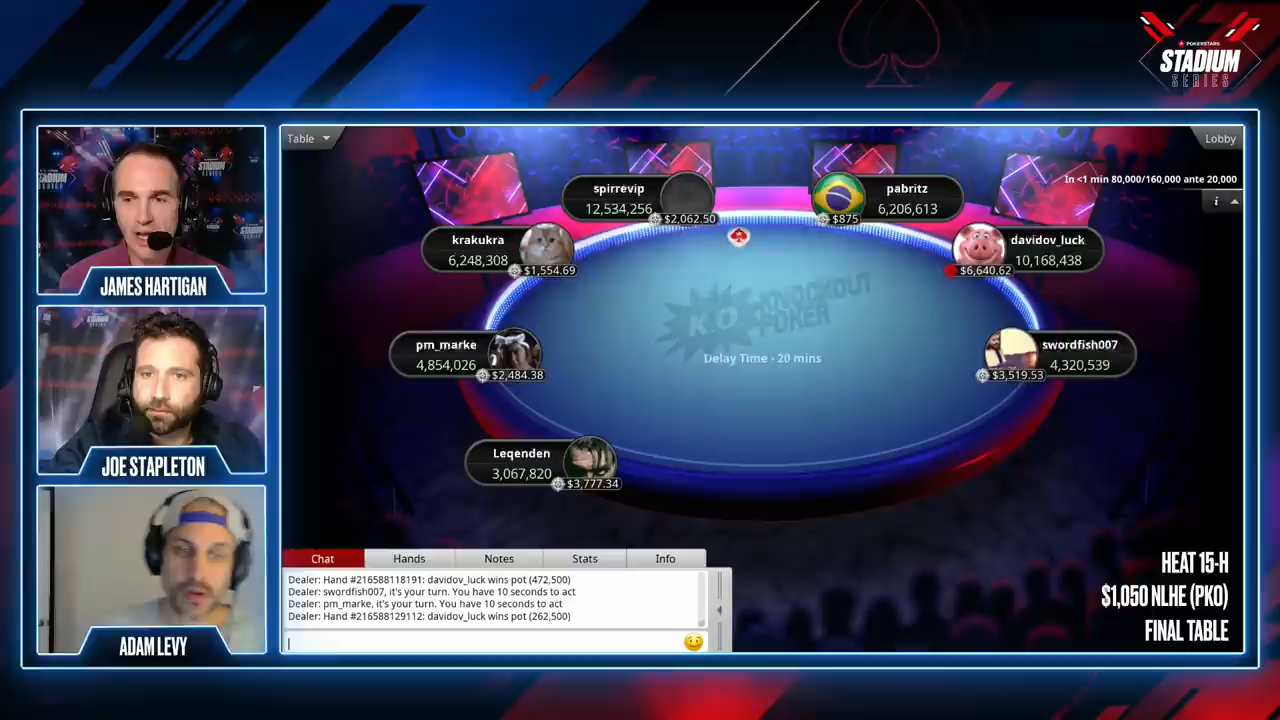 POKERSTARS
STADIUM
SERIES
Table
Lobby
In <1 min 80,000/160,000 ante 20,000
i
spirrevip
12,534,256
$2,062.50
pabritz
6,206,613
$875
krakukra
6,248,308
$1,554.69
davidov_luck
10,168,438
$6,640.62
K.O KNOCKOUT
POKER
Delay Time - 20 mins
pm_marke
4,854,026
$2,484.38
swordfish007
4,320,539
$3,519.53
Leqenden
3,067,820
$3,777.34
JAMES HARTIGAN
JOE STAPLETON
ADAM LEVY
Chat Hands Notes Stats Info
Dealer: Hand #216588118191: davidov_luck wins pot (472,500)
Dealer: swordfish007, it's your turn. You have 10 seconds to act
Dealer: pm_marke, it's your turn. You have 10 seconds to act
Dealer: Hand #216588129112: davidov_luck wins pot (262,500)
HEAT 15-H
$1,050 NLHE (PKO)
FINAL TABLE